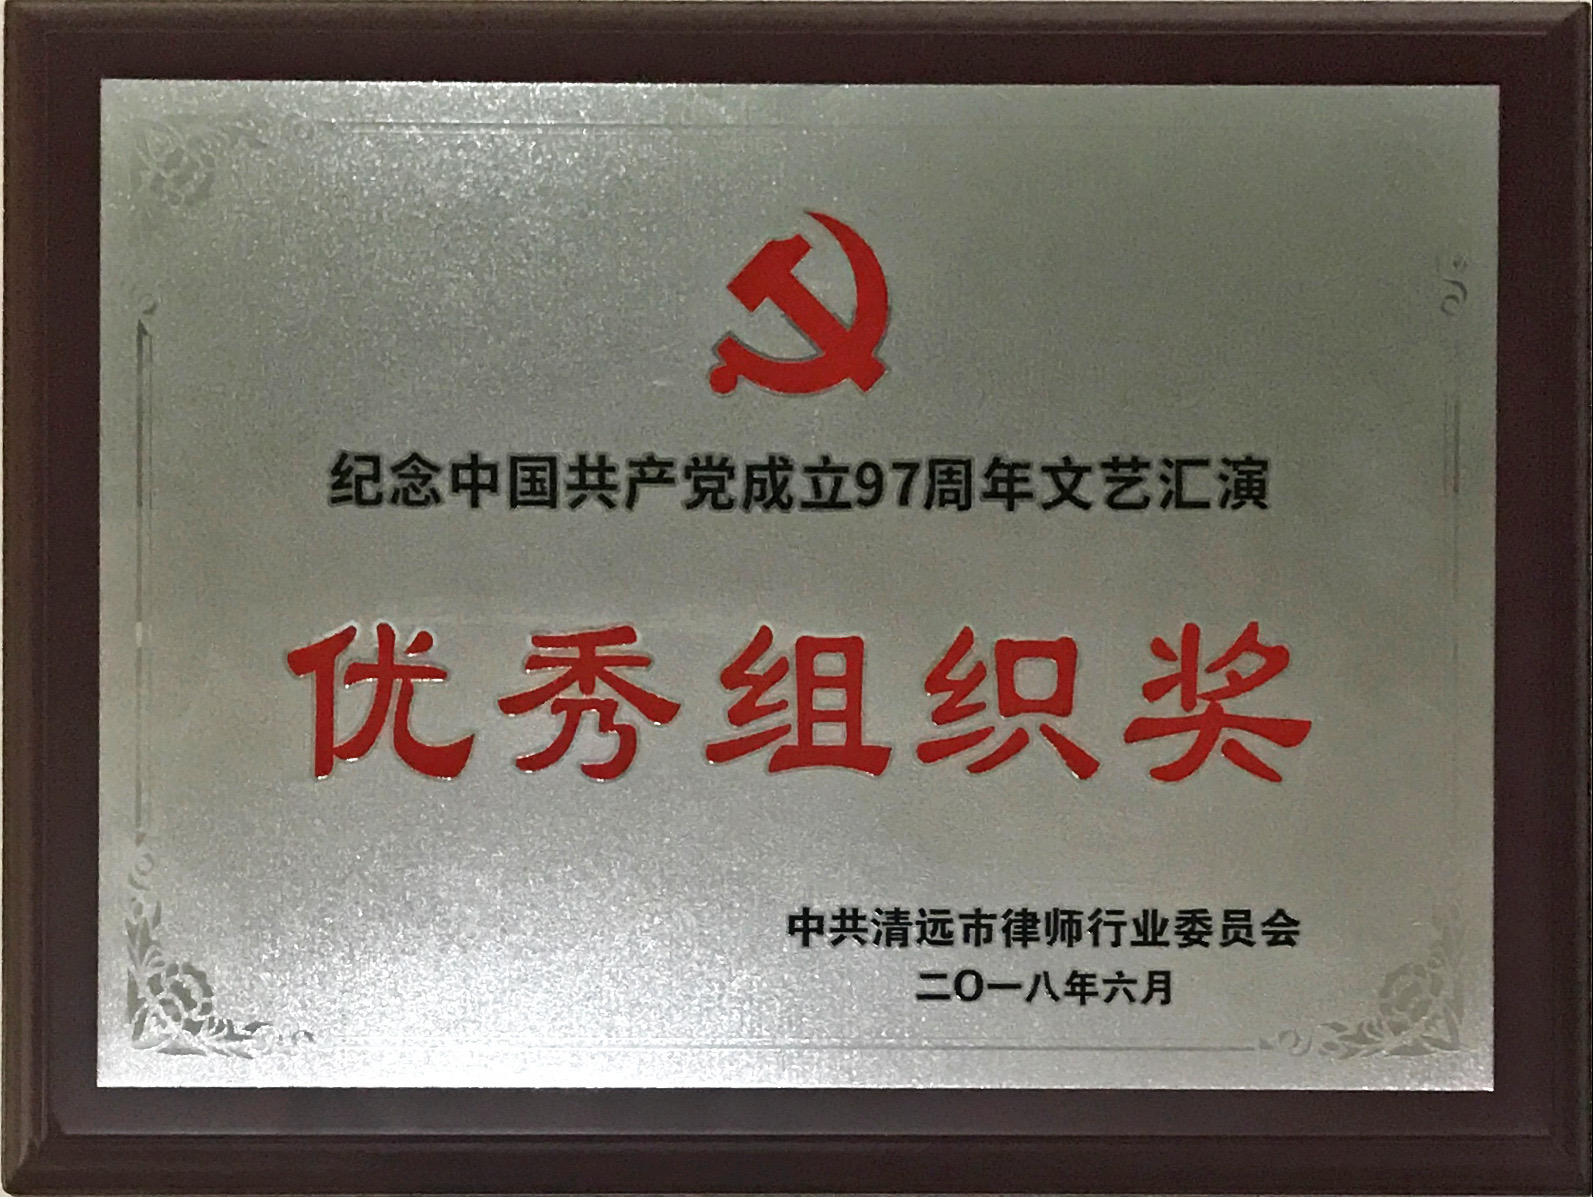 纪念中国共产党成立97周年文艺汇演
优秀组织奖
中共清远市律师行业委员会
二〇一八年六月